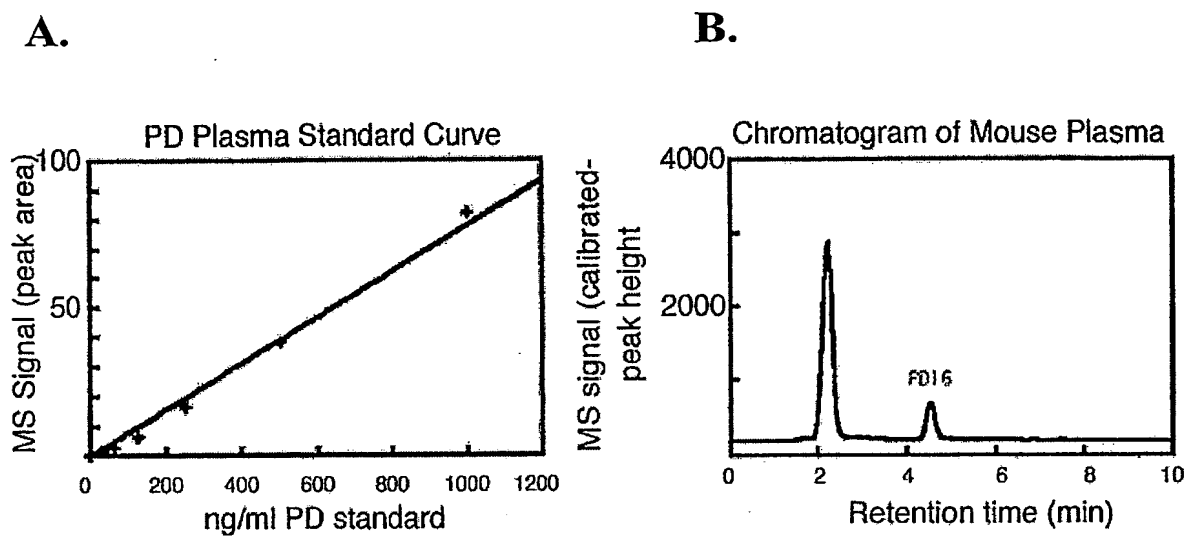 A.
PD Plasma Standard Curve
MS Signal (peak area)
100
50
0 200 400 600 800 1000 1200
ng/ml PD standard
B.
Chromatogram of Mouse Plasma
MS signal (calibrated-
peak height
4000
2000
PD16
0 2 4 6 8 10
Retention time (min)